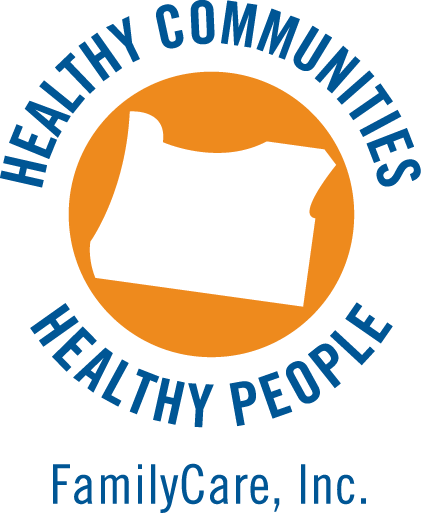 HEALTHY COMMUNITIES
HEALTHY PEOPLE
FamilyCare, Inc.